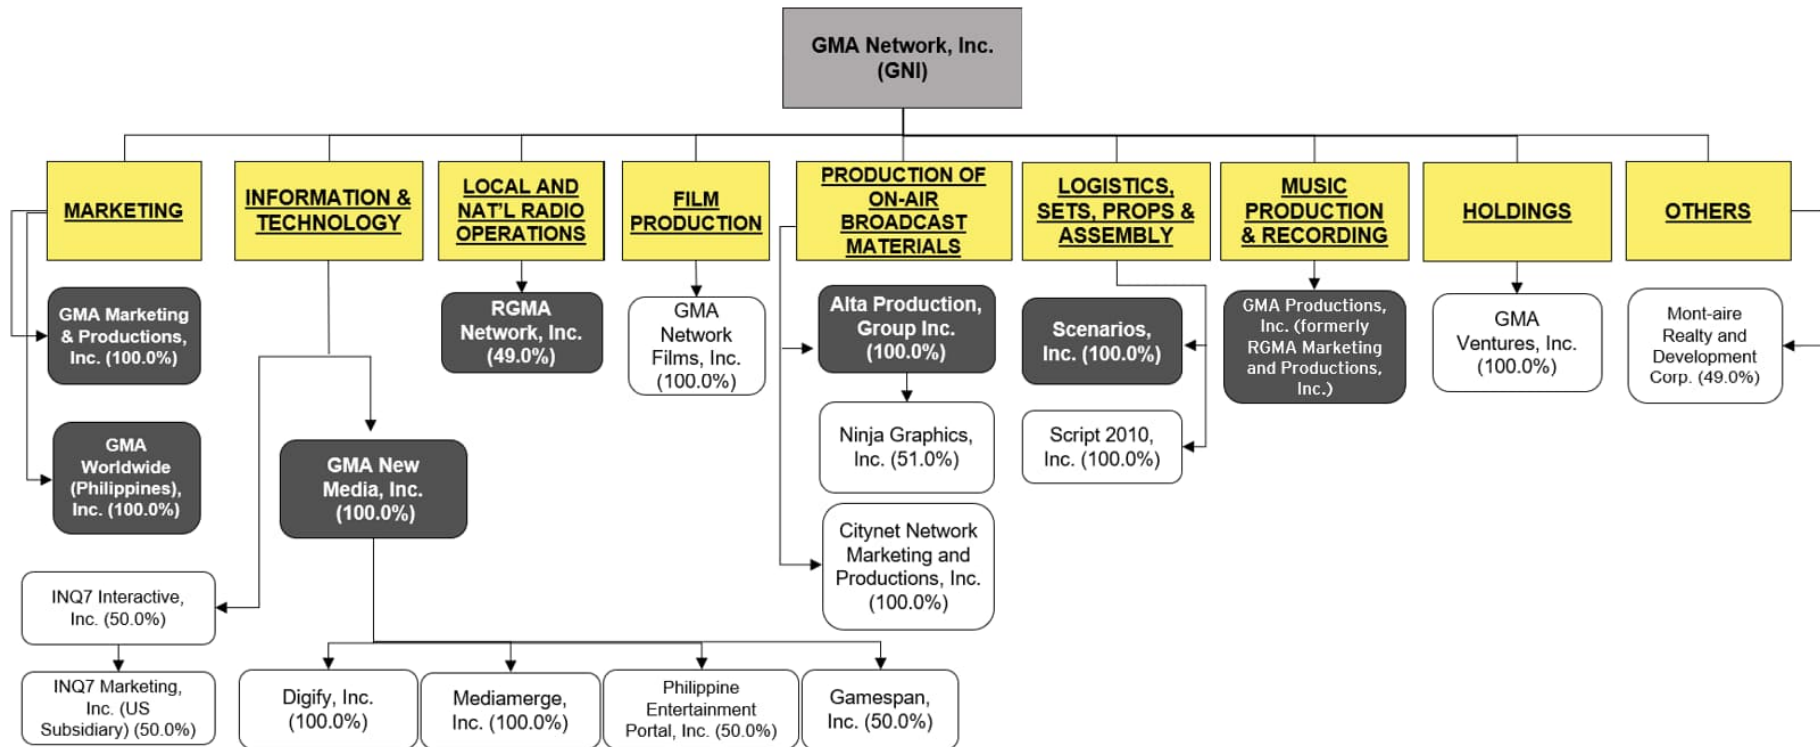 GMA Network, Inc.
(GNI)
MARKETING
INFORMATION &
TECHNOLOGY
LOCAL AND
NAT'L RADIO
OPERATIONS
FILM
PRODUCTION
PRODUCTION OF
ON-AIR
BROADCAST
MATERIALS
LOGISTICS,
SETS, PROPS &
ASSEMBLY
MUSIC
PRODUCTION
& RECORDING
HOLDINGS
OTHERS
GMA Marketing
& Productions,
Inc. (100.0%)
RGMA
Network, Inc.
(49.0%)
GMA
Network
Films, Inc.
(100.0%)
Alta Production,
Group Inc.
(100.0%)
Scenarios,
Inc. (100.0%)
GMA Productions,
Inc. (formerly
RGMA Marketing
and Productions,
Inc.)
GMA
Ventures, Inc.
(100.0%)
Mont-aire
Realty and
Development
Corp. (49.0%)
GMA
Worldwide
(Philippines),
Inc. (100.0%)
GMA New
Media, Inc.
(100.0%)
Ninja Graphics,
Inc. (51.0%)
Script 2010,
Inc. (100.0%)
Citynet Network
Marketing and
Productions, Inc.
(100.0%)
INQ7 Interactive,
Inc. (50.0%)
INQ7 Marketing,
Inc. (US
Subsidiary) (50.0%)
Digify, Inc.
(100.0%)
Mediamerge,
Inc. (100.0%)
Philippine
Entertainment
Portal, Inc. (50.0%)
Gamespan,
Inc. (50.0%)